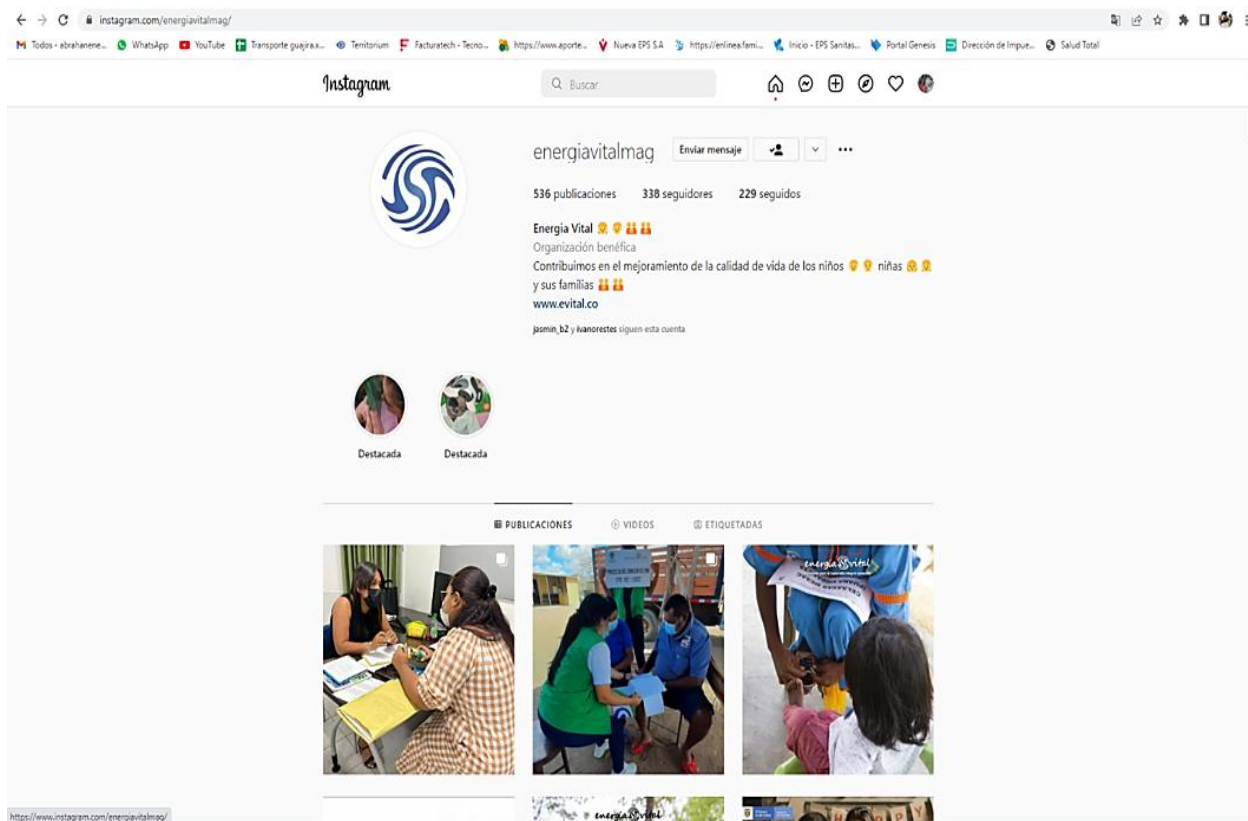 instagram.com/energiavitalmag/
Todos - abrahanene... WhatsApp YouTube Transporte guajira.x... Territorium Facturatech - Tecno... https://www.aporte... Nueva EPS S.A https://enlinea.fami... Inicio - EPS Sanitas... Portal Genesis Dirección de Impue... Salud Total
Instagram
Buscar
energiavitalmag Enviar mensaje
536 publicaciones 338 seguidores 229 seguidos
Energia Vital
Organización benéfica
Contribuimos en el mejoramiento de la calidad de vida de los niños niñas
y sus familias
www.evital.co
jasmin_b2 y ivanorestes siguen esta cuenta
Destacada Destacada
PUBLICACIONES VIDEOS ETIQUETADAS
energia vital
energia vital
HAPPY
https://www.instagram.com/energiavitalmag/